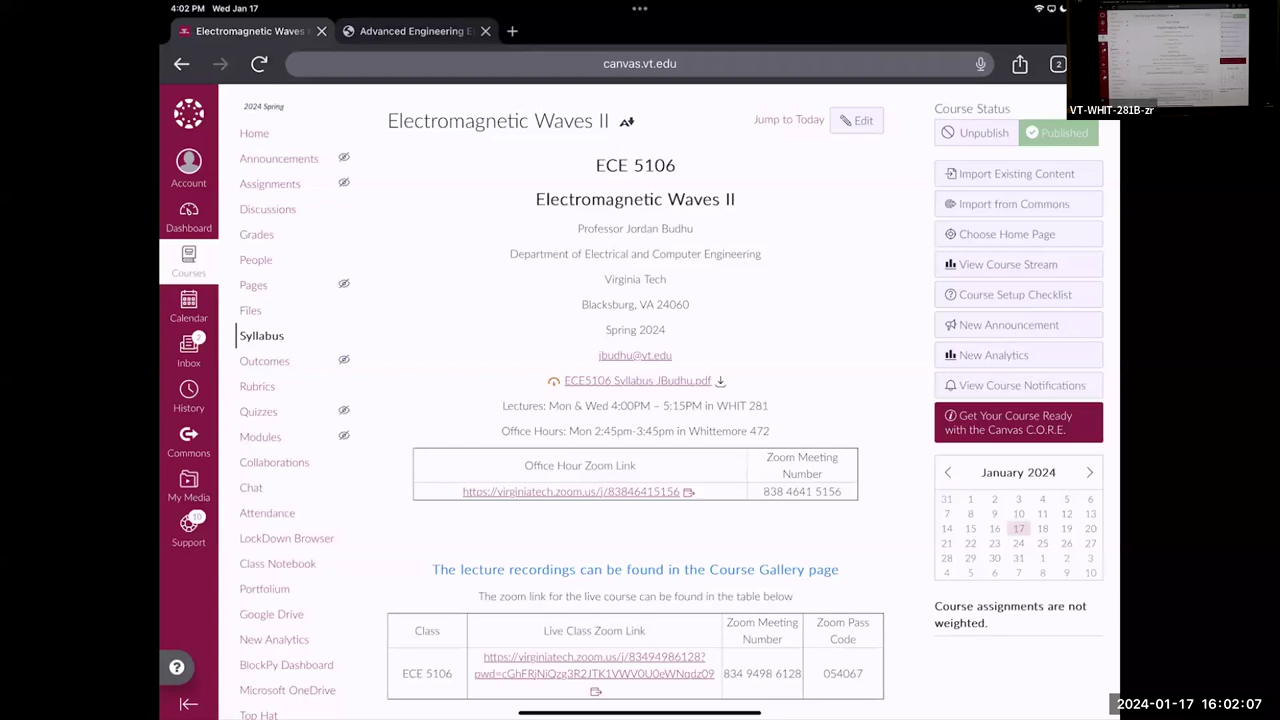 4:02 PM Wed Jan 17
Electromagnetic Waves II
canvas.vt.edu
2
VT-WHIT-281B-zr
2024 Spring
Home
Announcements
Assignments
Discussions
Grades
People
Pages
Files
Syllabus
Outcomes
Rubrics
Quizzes
Modules
Collaborations
Chat
Attendance
LockDown Browser
Class Notebook
Portfolium
Google Drive
New Analytics
BlockPy Dashboard
Microsoft OneDrive
Top Hat
Account
Dashboard
Courses
Calendar
2
Inbox
History
Commons
My Media
10
Support
?
Waves II
Today
Edit
ECE 5106
Electromagnetic Waves II
Professor Jordan Budhu
Department of Electrical and Computer Engineering
Virginia Tech
Blacksburg, VA 24060
Spring 2024
jbudhu@vt.edu
ECE5106 Syllabus JBudhu.pdf
Lectures: Mon & Wed 4:00PM – 5:15PM in WHIT 281
Office Hours: Mon 2:45pm-3:45pm in Whittemore 472
Office Hour Zoom Link
Zoom Meeting
Number
https://virginiatech.zoom.us/j/83846415156
838 4641 5156
The lecture recordings can be found in the Course Gallery page
The zoom link for the live course can be found in the table below
Class
Live Class Zoom Link
Zoom Meeting
Number
Zoom Pass
Code
ECE 5106
https://virginiatech.zoom.us/j/83494986128?
834 9498 6128
054069
Unpublish
Published
Import Existing Content
Import from Commons
Choose Home Page
View Course Stream
Course Setup Checklist
New Announcement
New Analytics
View Course Notifications
Get Your Course Ready
with the Canvas C.O.R.E.
January 2024
31 1 2 3 4 5 6
7 8 9 10 11 12 13
14 15 16 17 18 19 20
21 22 23 24 25 26 27
28 29 30 31 1 2 3
4 5 6 7 8 9 10
Course assignments are not
weighted.
2024-01-17 16:02:07